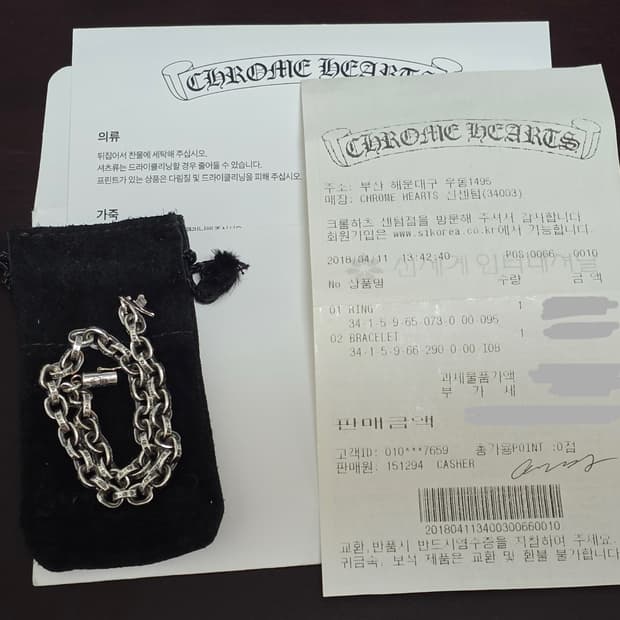 CHROME HEARTS
의류
뒤집어서 찬물에 세탁해 주십시오.
셔츠류는 드라이클리닝할 경우 줄어들 수 있습니다.
프린트가 있는 상품은 다림질 및 드라이클리닝을 피해 주십시오.
가죽
CHROME HEARTS
주소: 부산 해운대구 우동1495
매장: CHROME HEARTS 신센텀(34003)
크롬하츠 센텀점을 방문해 주셔서 감사합니다
회원가입은 www.sikorea.co.kr에서 가능합니다.
2018.04.11 13:42:40 POS:0066- 0010
신세계 인터내셔날
No 상품명 수량 금 액
01 RING 1
34-1-5-9-65-073-0-00-095
02 BRACELET 1
34-1-5-9-66-290-0-00-10B
과세물품가액
부 가 세
판매금액
고객ID: 010***7659 총가용POINT :0점
판매원: 151294 CASHER
201804113400300660010
교환,반품시 반드시영수증을 지참하여 주세요.
귀금속, 보석 제품은 교환 및 환불 불가합니다